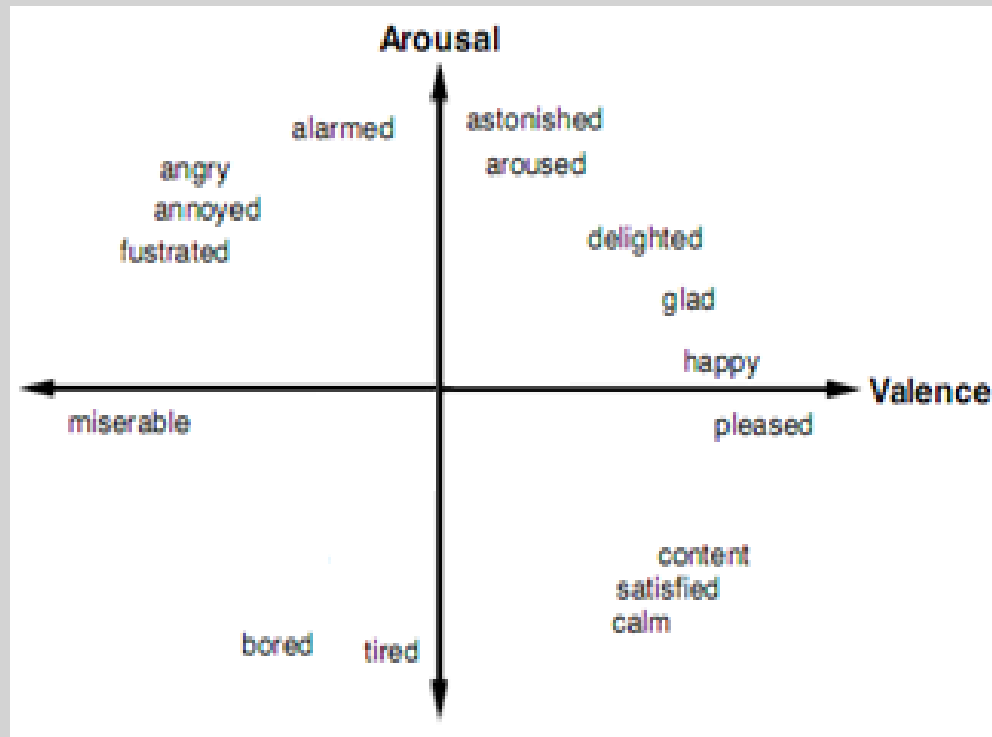 Arousal
alarmed
astonished
angry
aroused
annoyed
fustrated
delighted
glad
happy
Valence
miserable
pleased
content
satisfied
calm
bored
tired